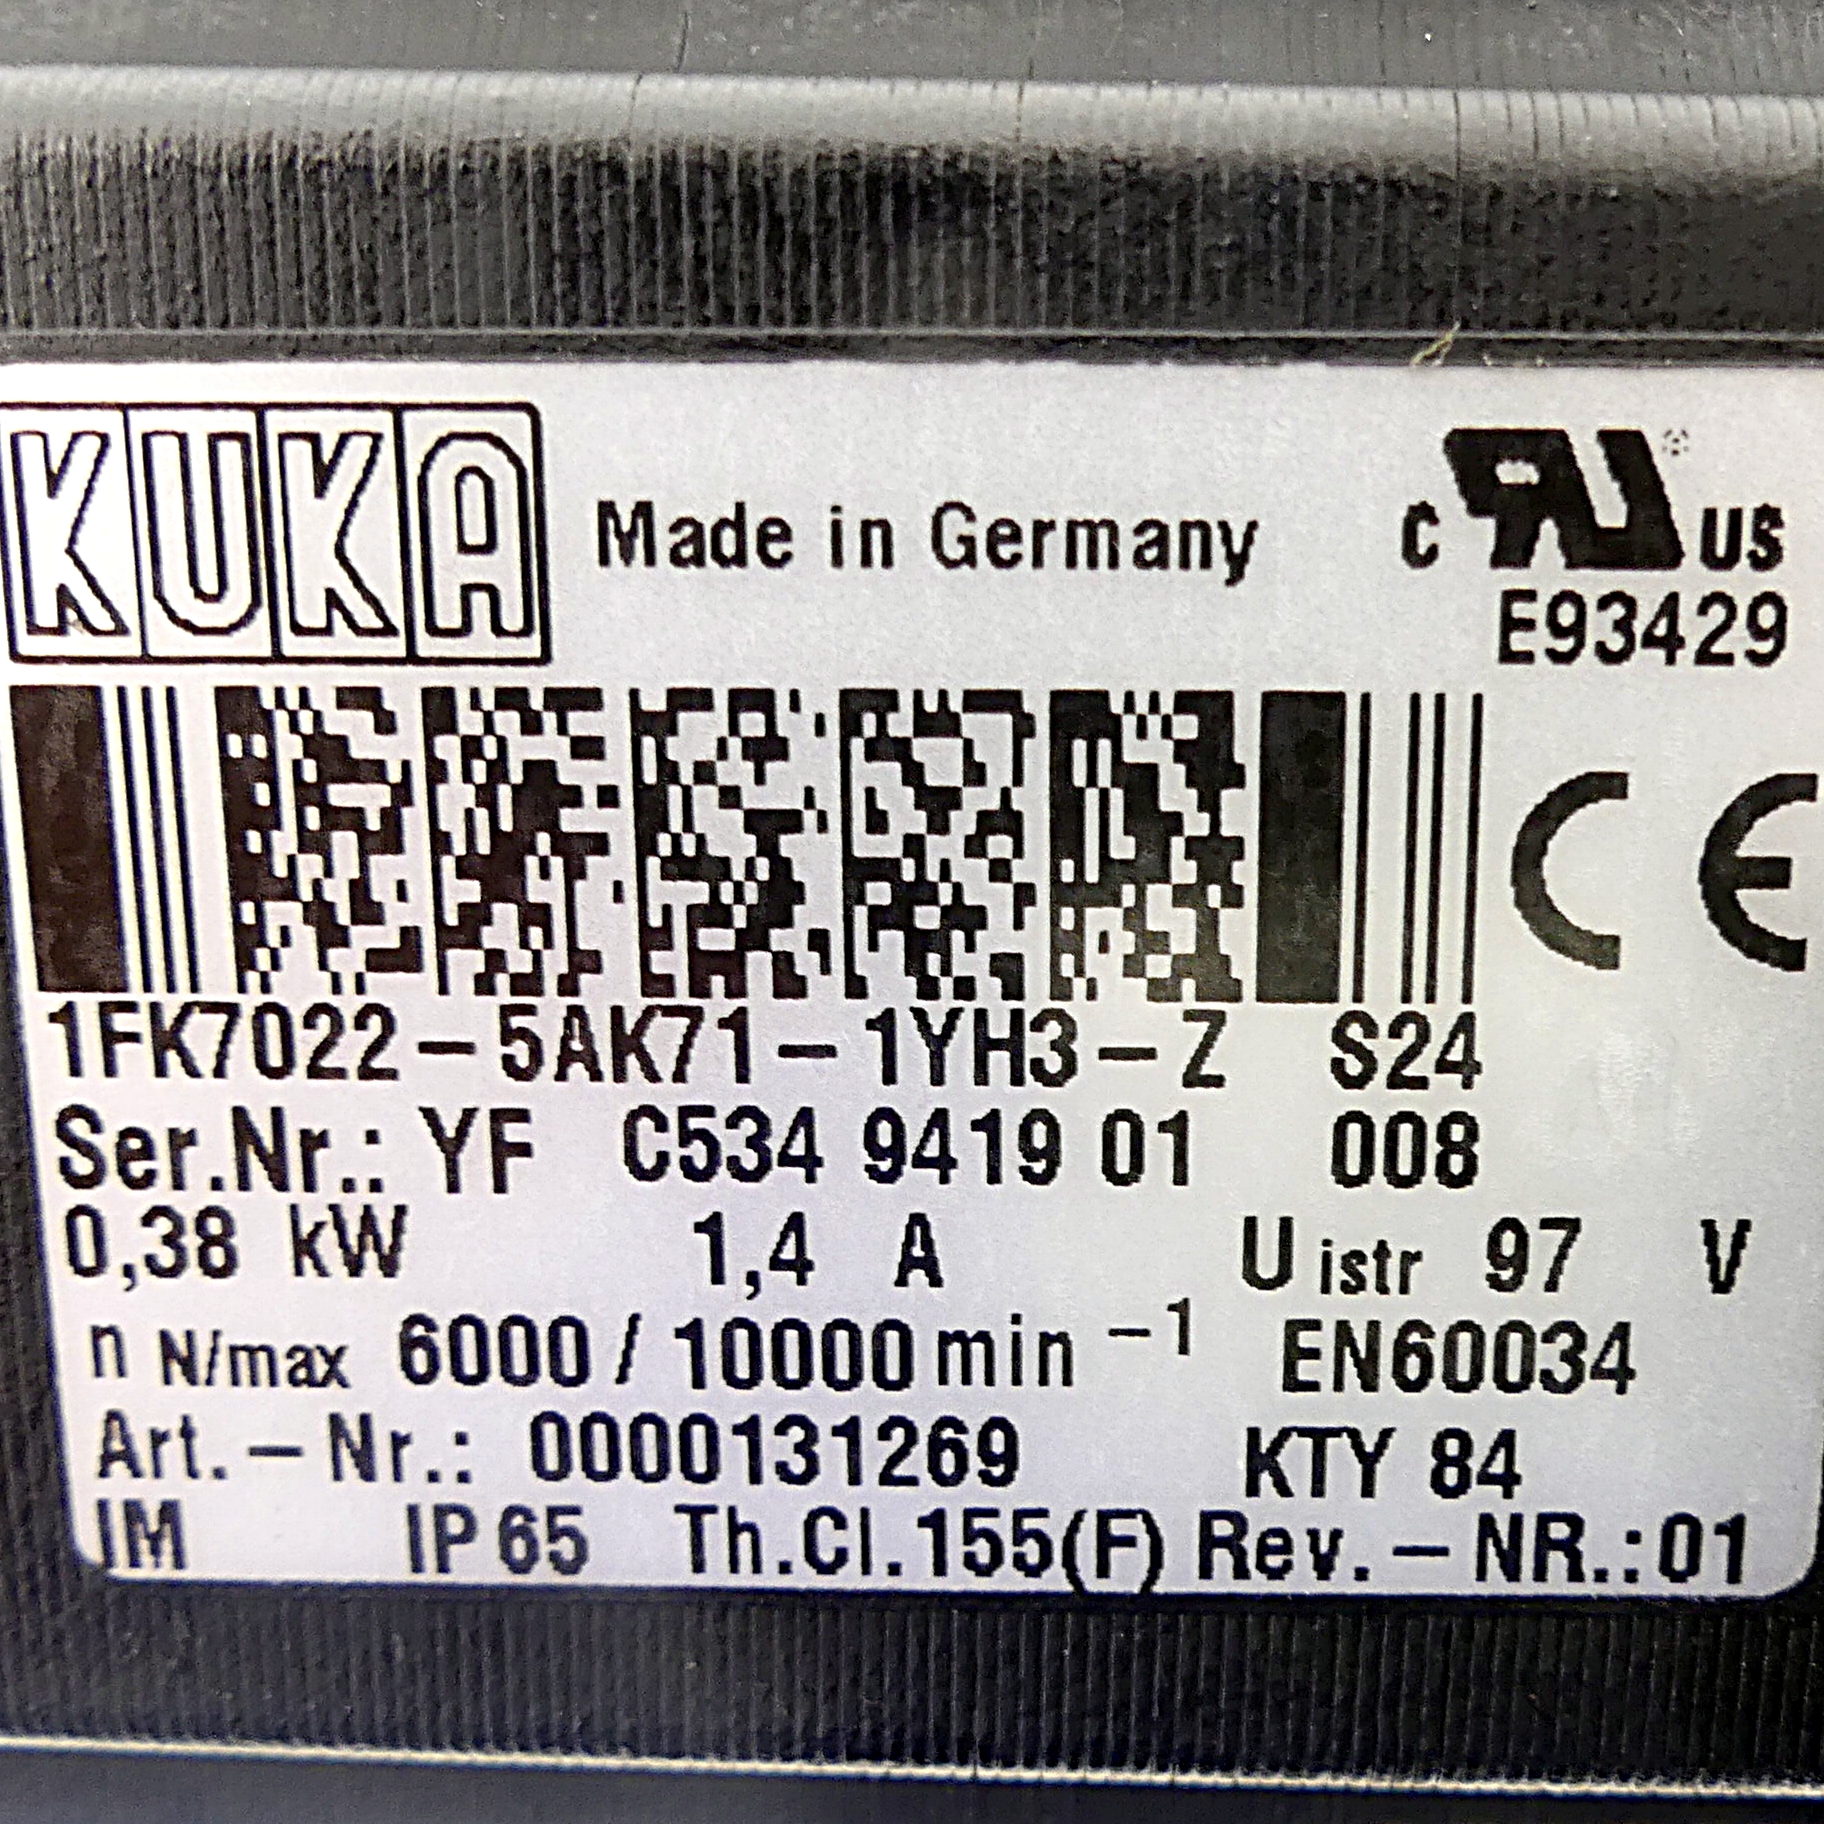 KUKA Made in Germany c RU US
E93429
CE
1FK7022-5AK71-1YH3-Z S24
Ser.Nr.: YF C534 9419 01 008
0,38 kW 1,4 A U istr 97 V
n N/max 6000 / 10000 min -1 EN60034
Art.-Nr.: 0000131269 KTY 84
IM IP 65 Th.Cl.155(F) Rev.-NR.:01